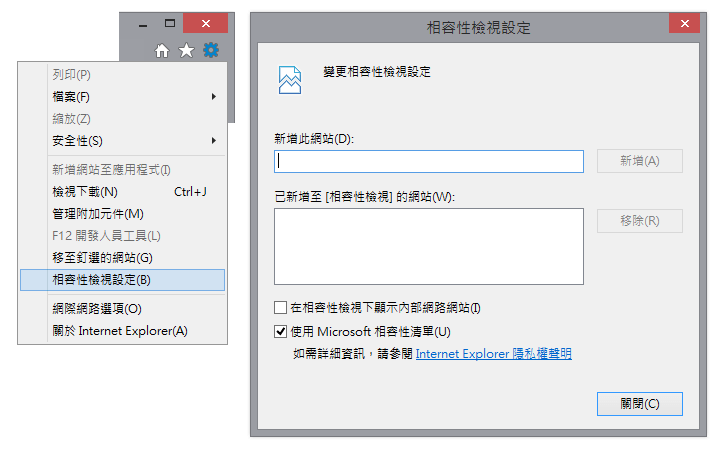 列印(P)
檔案(F)
縮放(Z)
安全性(S)
新增網站至應用程式(I)
檢視下載(N) Ctrl+J
管理附加元件(M)
F12 開發人員工具(L)
移至釘選的網站(G)
相容性檢視設定(B)
網際網路選項(O)
關於 Internet Explorer(A)
相容性檢視設定
變更相容性檢視設定
新增此網站(D):
新增(A)
已新增至 [相容性檢視] 的網站(W):
移除(R)
在相容性檢視下顯示內部網路網站(I)
使用 Microsoft 相容性清單(U)
如需詳細資訊，請參閱 Internet Explorer 隱私權聲明
關閉(C)